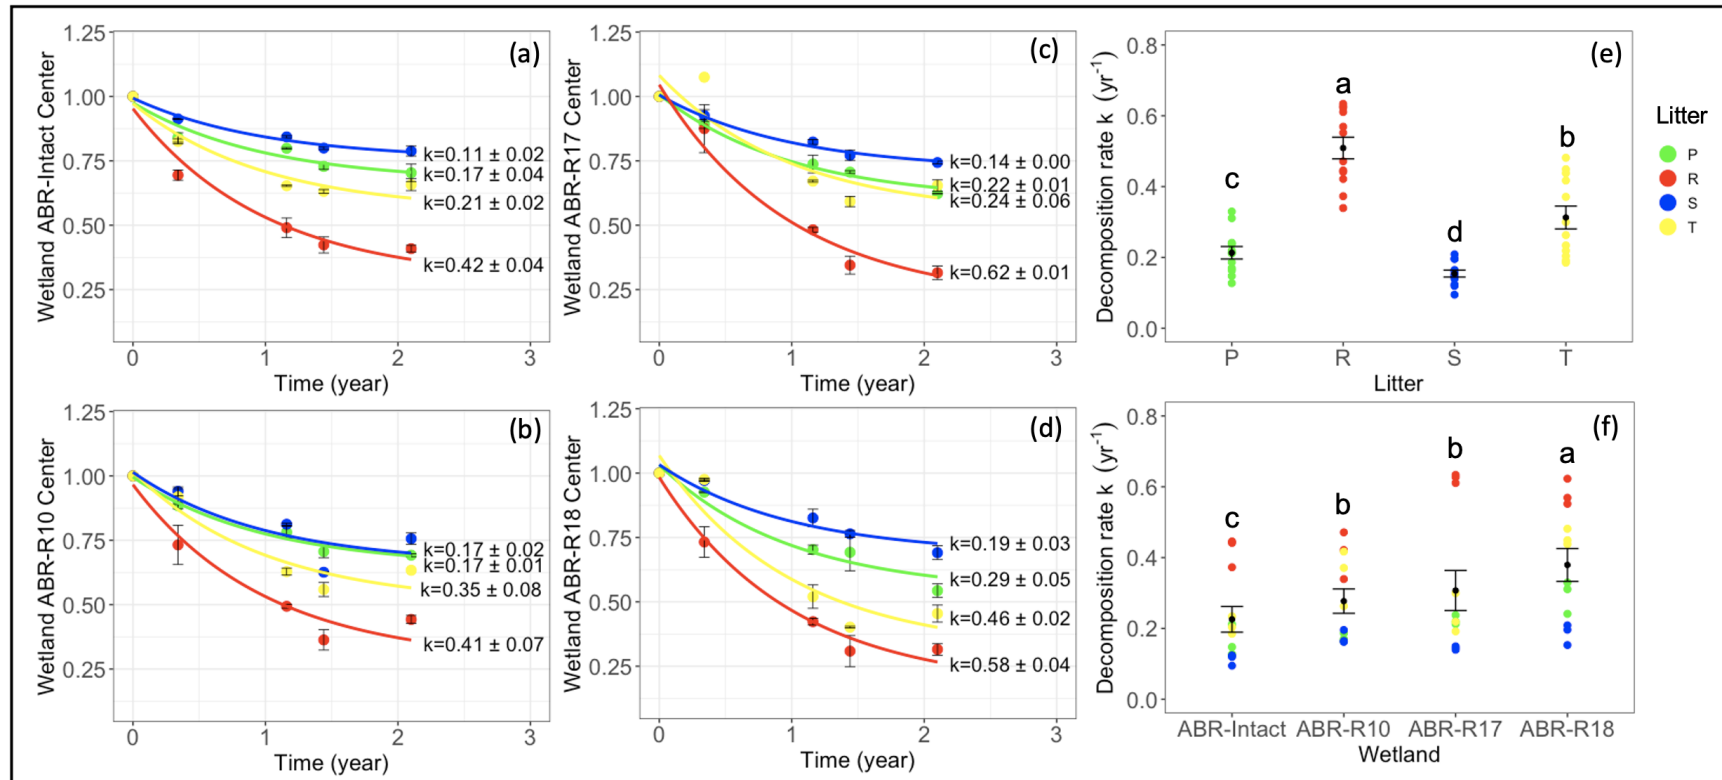 Wetland ABR-Intact Center
1.25
1.00
0.75
0.50
0.25
(a)
k=0.11 ± 0.02
k=0.17 ± 0.04
k=0.21 ± 0.02
k=0.42 ± 0.04
0 1 2 3
Time (year)
Wetland ABR-R17 Center
1.25
1.00
0.75
0.50
0.25
(c)
k=0.14 ± 0.00
k=0.22 ± 0.01
k=0.24 ± 0.06
k=0.62 ± 0.01
0 1 2 3
Time (year)
Decomposition rate k (yr⁻¹)
0.8
0.6
0.4
0.2
0.0
(e)
c
a
d
b
P R S T
Litter
Litter
P
R
S
T
Wetland ABR-R10 Center
1.25
1.00
0.75
0.50
0.25
(b)
k=0.17 ± 0.02
k=0.17 ± 0.01
k=0.35 ± 0.08
k=0.41 ± 0.07
0 1 2 3
Time (year)
Wetland ABR-R18 Center
1.25
1.00
0.75
0.50
0.25
(d)
k=0.19 ± 0.03
k=0.29 ± 0.05
k=0.46 ± 0.02
k=0.58 ± 0.04
0 1 2 3
Time (year)
Decomposition rate k (yr⁻¹)
0.8
0.6
0.4
0.2
0.0
(f)
c
b
b
a
ABR-Intact ABR-R10 ABR-R17 ABR-R18
Wetland